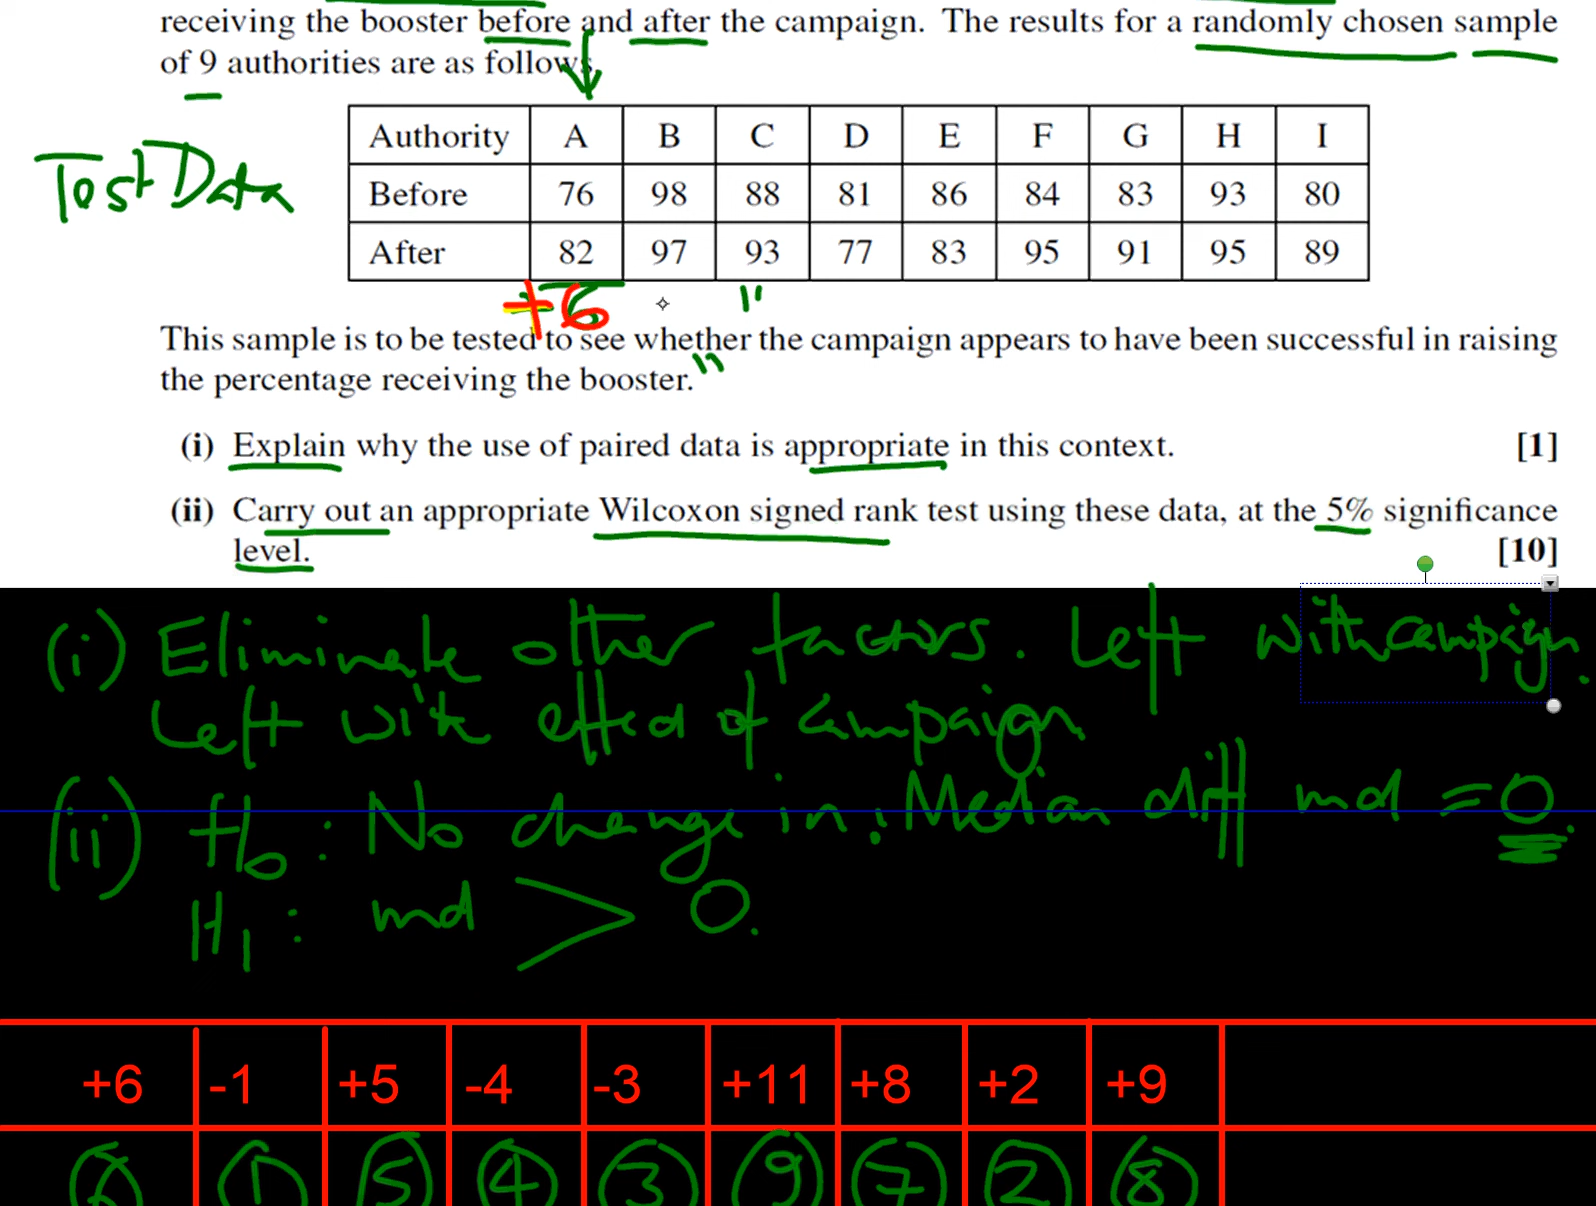 receiving the booster before and after the campaign. The results for a randomly chosen sample
of 9 authorities are as follows.
Test Data
Authority A B C D E F G H I
Before 76 98 88 81 86 84 83 93 80
After 82 97 93 77 83 95 91 95 89
+6 "
This sample is to be tested to see whether the campaign appears to have been successful in raising
the percentage receiving the booster. "
(i) Explain why the use of paired data is appropriate in this context. [1]
(ii) Carry out an appropriate Wilcoxon signed rank test using these data, at the 5% significance
level. [10]
(i) Eliminate other factors. Left with campaign.
Left with effect of campaign
(ii) H0 : No change in : Median diff md = 0.
H1 : md > 0.
+6 -1 +5 -4 -3 +11 +8 +2 +9
6 1 5 4 3 9 7 2 8